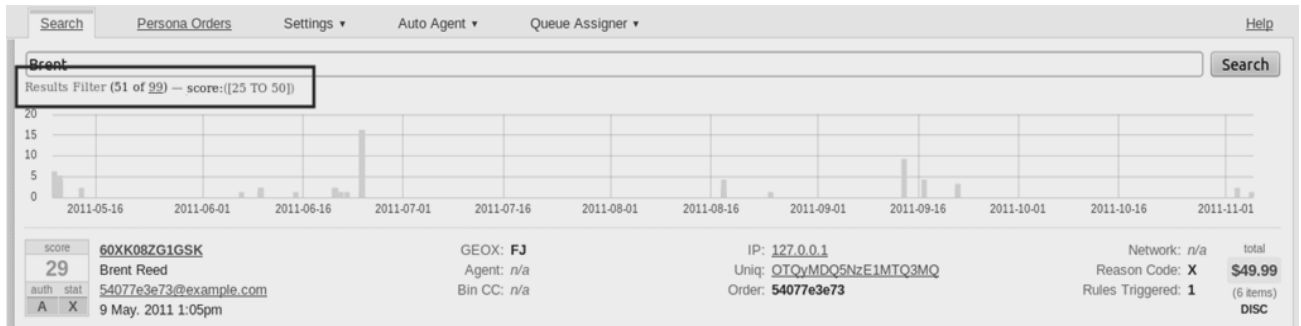 Search Persona Orders Settings ▾ Auto Agent ▾ Queue Assigner ▾ Help
Brent Search
Results Filter (51 of 99) — score:([25 TO 50])
20
15
10
5
0
2011-05-16 2011-06-01 2011-06-16 2011-07-01 2011-07-16 2011-08-01 2011-08-16 2011-09-01 2011-09-16 2011-10-01 2011-10-16 2011-11-01
score 60XK08ZG1GSK GEOX: FJ IP: 127.0.0.1 Network: n/a total
29 Brent Reed Agent: n/a Uniq: OTQyMDQ5NzE1MTQ3MQ Reason Code: X $49.99
auth stat 54077e3e73@example.com Bin CC: n/a Order: 54077e3e73 Rules Triggered: 1 (6 items)
A X 9 May. 2011 1:05pm DISC